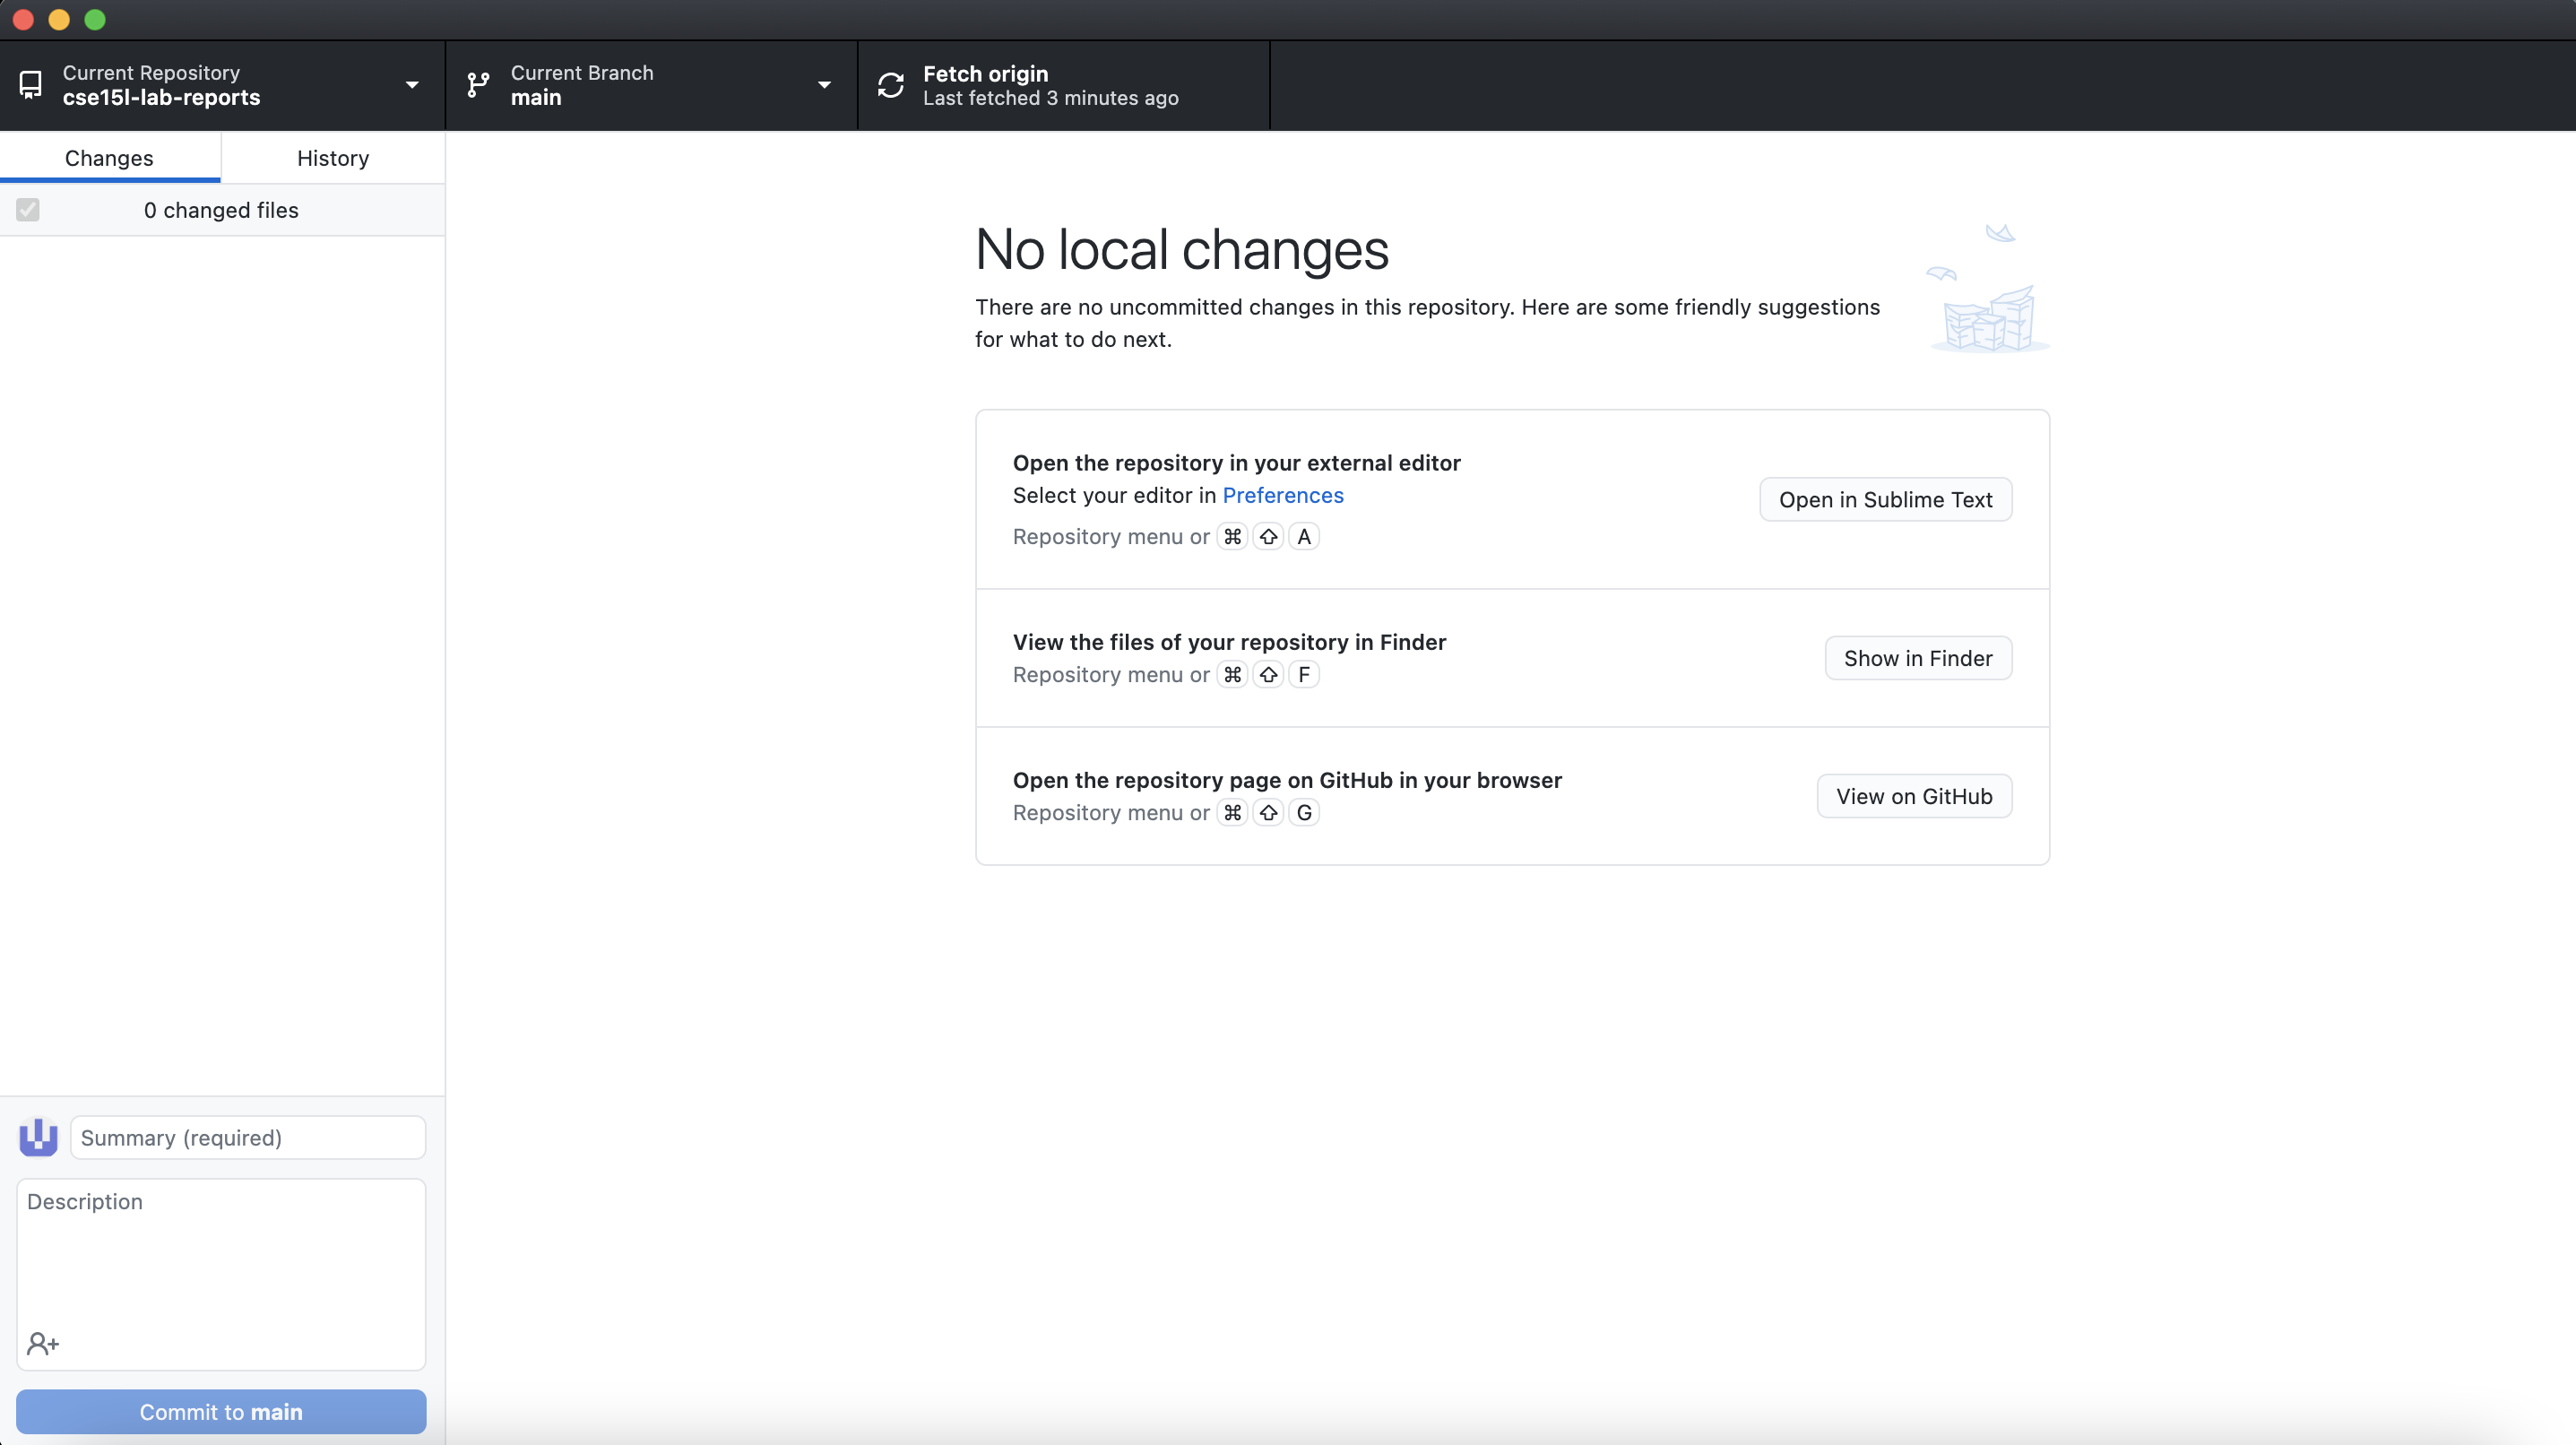 Current Repository
cse15l-lab-reports
Current Branch
main
Fetch origin
Last fetched 3 minutes ago
Changes
History
0 changed files
No local changes
There are no uncommitted changes in this repository. Here are some friendly suggestions
for what to do next.
Open the repository in your external editor
Select your editor in Preferences
Repository menu or ⌘ ⇧ A
Open in Sublime Text
View the files of your repository in Finder
Repository menu or ⌘ ⇧ F
Show in Finder
Open the repository page on GitHub in your browser
Repository menu or ⌘ ⇧ G
View on GitHub
Summary (required)
Description
Commit to main